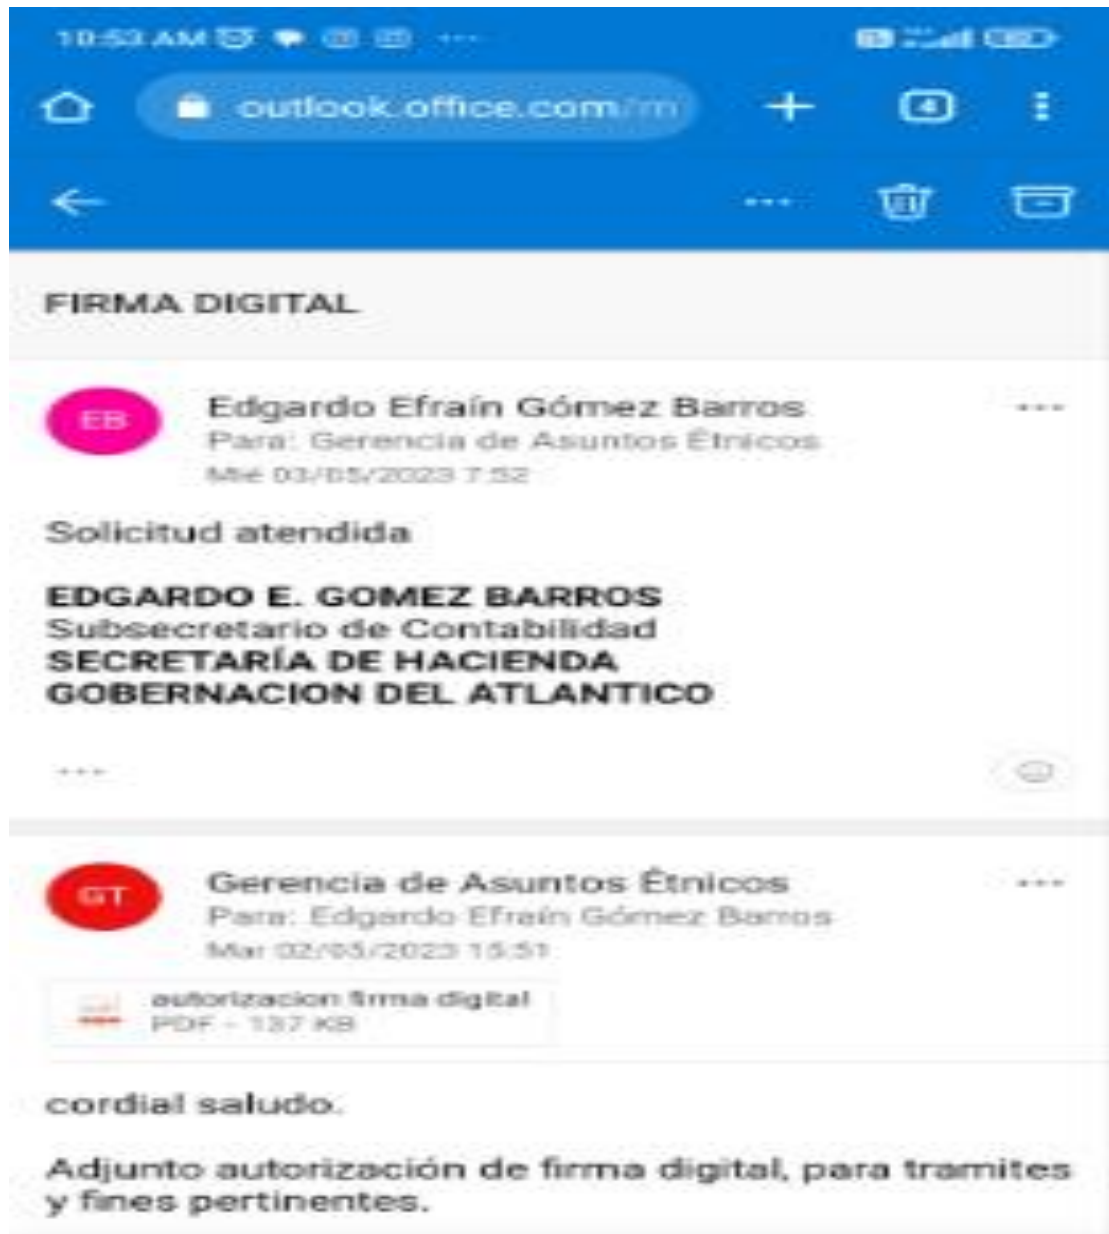 10:53 AM
outlook.office.com/m
4
FIRMA DIGITAL
EB
Edgardo Efraín Gómez Barros
Para: Gerencia de Asuntos Étnicos
Mié 03/05/2023 7:52
Solicitud atendida
EDGARDO E. GOMEZ BARROS
Subsecretario de Contabilidad
SECRETARÍA DE HACIENDA
GOBERNACION DEL ATLANTICO
GT
Gerencia de Asuntos Étnicos
Para: Edgardo Efraín Gómez Barros
Mar 02/05/2023 15:51
autorizacion firma digital
PDF - 137 KB
cordial saludo.
Adjunto autorización de firma digital, para tramites
y fines pertinentes.